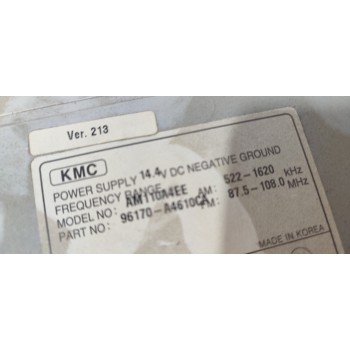 Ver. 213
KMC
POWER SUPPLY 14.4V DC NEGATIVE GROUND
FREQUENCY RANGE AM: 522-1620 KHz
FM: 87.5-108.0 MHz
MODEL NO: AM110A4EE
PART NO: 96170-A4610CA
MADE IN KOREA